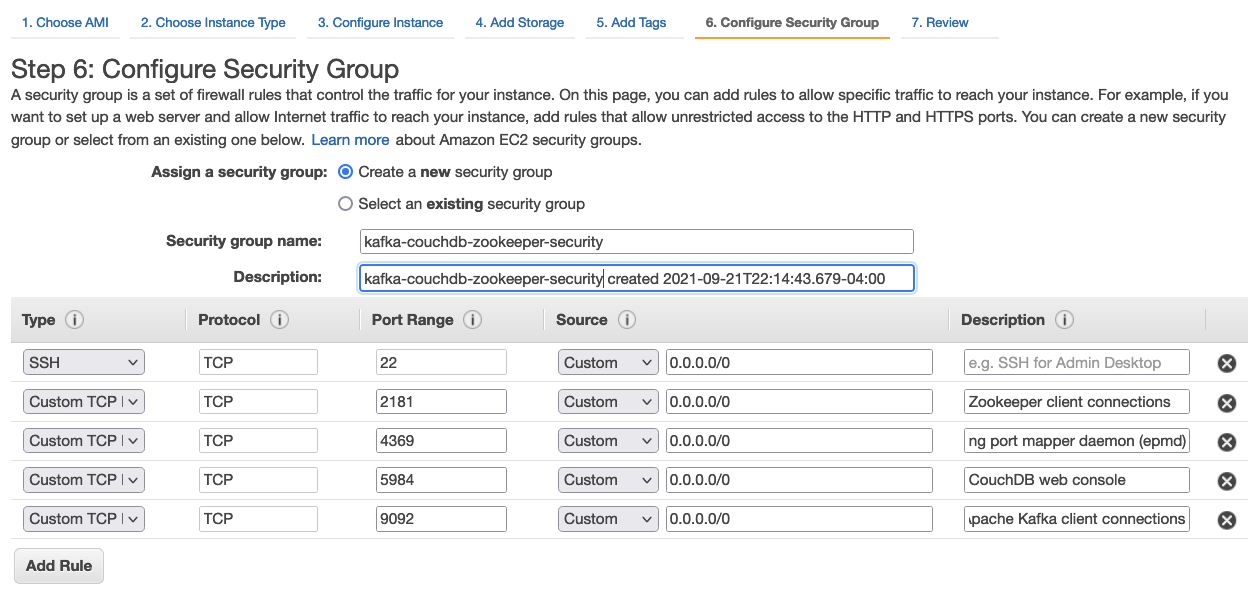 1. Choose AMI 2. Choose Instance Type 3. Configure Instance 4. Add Storage 5. Add Tags 6. Configure Security Group 7. Review
Step 6: Configure Security Group
A security group is a set of firewall rules that control the traffic for your instance. On this page, you can add rules to allow specific traffic to reach your instance. For example, if you
want to set up a web server and allow Internet traffic to reach your instance, add rules that allow unrestricted access to the HTTP and HTTPS ports. You can create a new security
group or select from an existing one below. Learn more about Amazon EC2 security groups.
Assign a security group: Create a new security group
Select an existing security group
Security group name: kafka-couchdb-zookeeper-security
Description: kafka-couchdb-zookeeper-security created 2021-09-21T22:14:43.679-04:00
Type i Protocol i Port Range i Source i Description i
SSH TCP 22 Custom 0.0.0.0/0 e.g. SSH for Admin Desktop
Custom TCP TCP 2181 Custom 0.0.0.0/0 Zookeeper client connections
Custom TCP TCP 4369 Custom 0.0.0.0/0 ng port mapper daemon (epmd)
Custom TCP TCP 5984 Custom 0.0.0.0/0 CouchDB web console
Custom TCP TCP 9092 Custom 0.0.0.0/0 Apache Kafka client connections
Add Rule